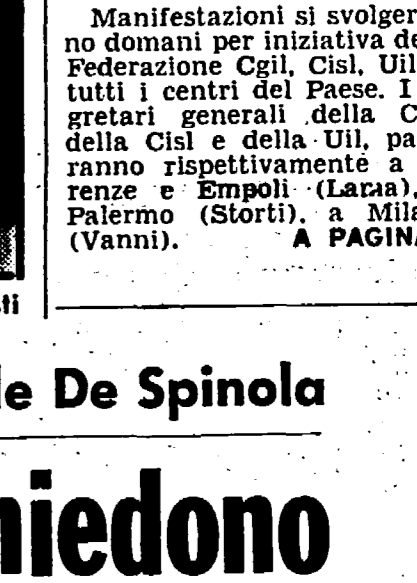 Manifestazioni si svolger
no domani per iniziativa de
Federazione Cgil, Cisl, Uil
tutti i centri del Paese. I
gretari generali della C
della Cisl e della Uil, pa
ranno rispettivamente a
renze e Empoli (Lama),
Palermo (Storti), a Mila
(Vanni). A PAGINA
ti
le De Spinola
hiedono